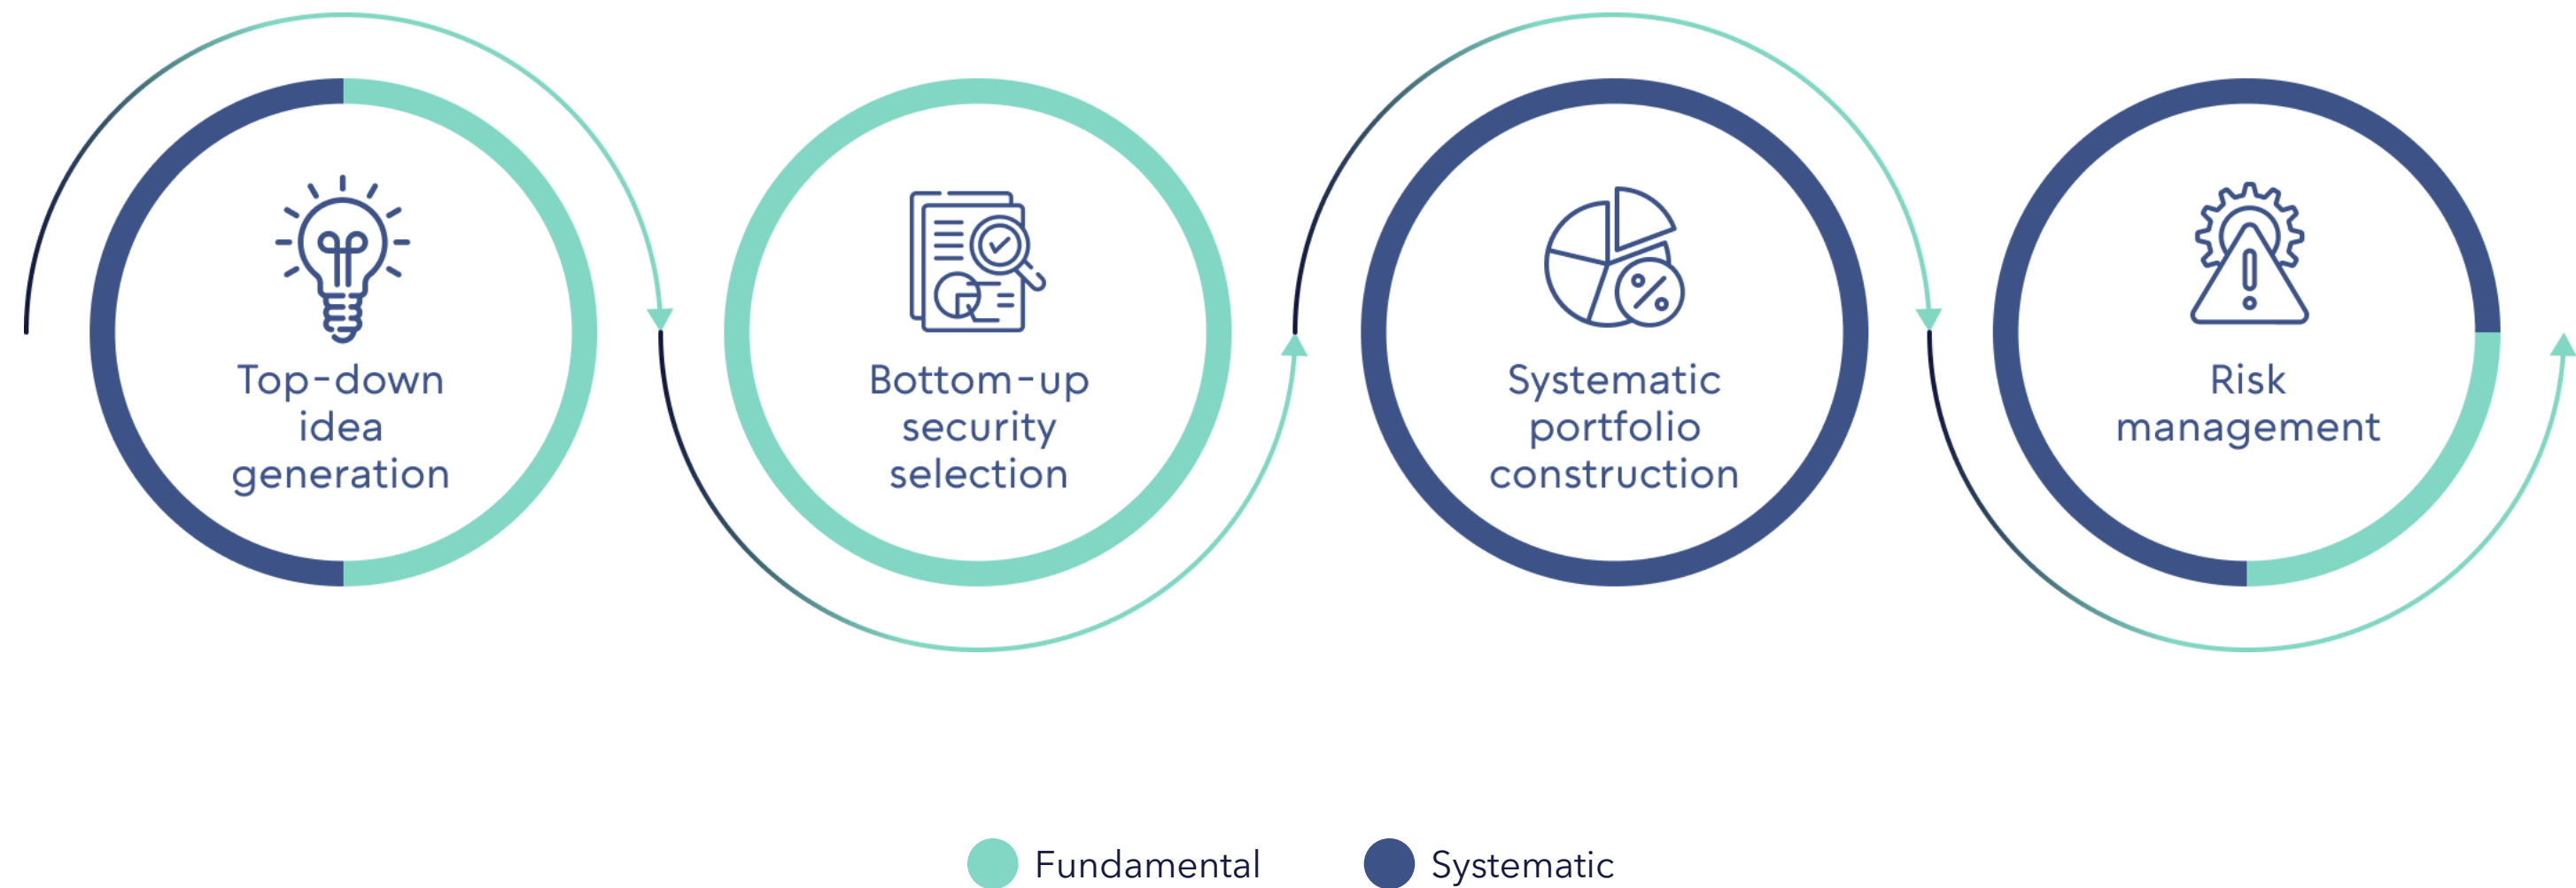 Top-down
idea
generation
Bottom-up
security
selection
Systematic
portfolio
construction
%
Risk
management
Fundamental
Systematic